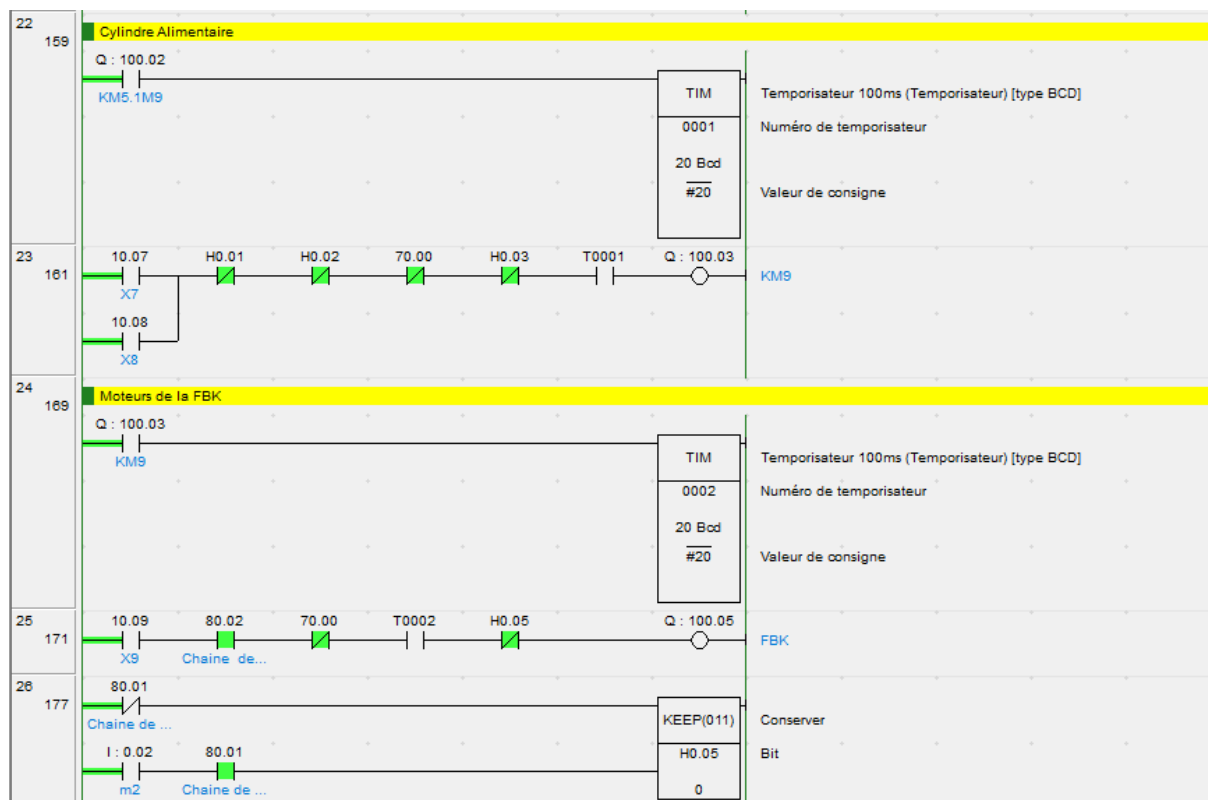 22
159
Cylindre Alimentaire
Q : 100.02
KM5.1M9
TIM
Temporisateur 100ms (Temporisateur) [type BCD]
0001
Numéro de temporisateur
20 Bcd
#20
Valeur de consigne
23
161
10.07 H0.01 H0.02 70.00 H0.03 T0001 Q : 100.03
KM9
X7
10.08
X8
24
169
Moteurs de la FBK
Q : 100.03
KM9
TIM
Temporisateur 100ms (Temporisateur) [type BCD]
0002
Numéro de temporisateur
20 Bcd
#20
Valeur de consigne
25
171
10.09 80.02 70.00 T0002 H0.05 Q : 100.05
FBK
X9 Chaine de...
26
177
80.01
Chaine de ...
KEEP(011)
Conserver
I : 0.02 80.01
H0.05
Bit
m2 Chaine de ...
0